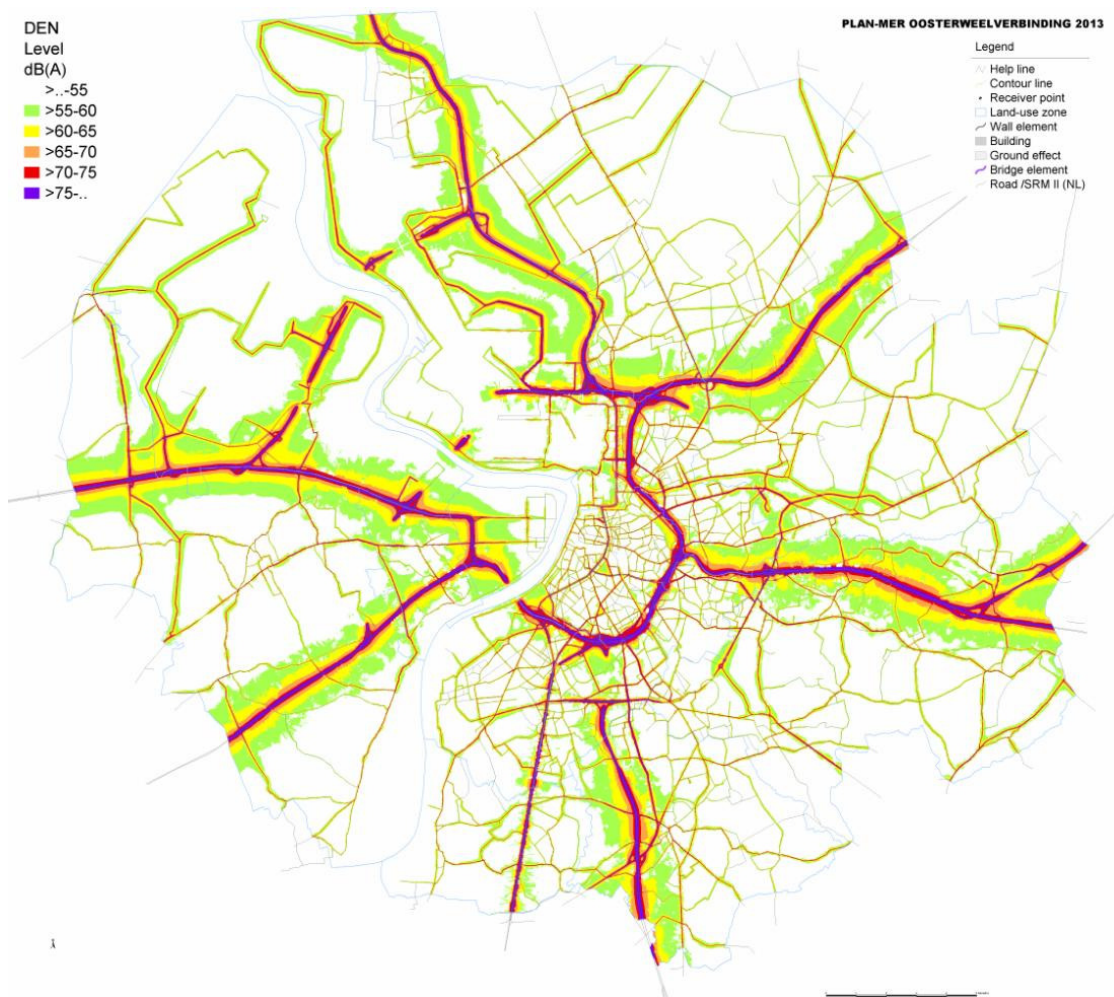 DEN
Level
dB(A)
>..-55
>55-60
>60-65
>65-70
>70-75
>75-..
PLAN-MER OOSTERWEELVERBINDING 2013
Legend
Help line
Contour line
Receiver point
Land-use zone
Wall element
Building
Ground effect
Bridge element
Road /SRM II (NL)